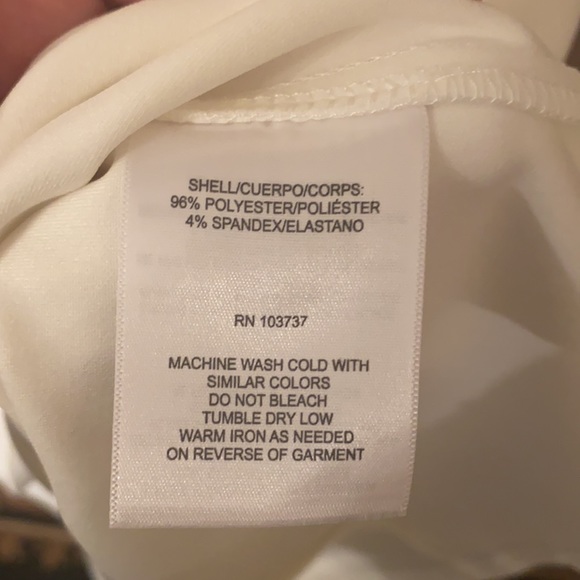 SHELL/CUERPO/CORPS:
96% POLYESTER/POLIÉSTER
4% SPANDEX/ELASTANO
RN 103737
MACHINE WASH COLD WITH
SIMILAR COLORS
DO NOT BLEACH
TUMBLE DRY LOW
WARM IRON AS NEEDED
ON REVERSE OF GARMENT